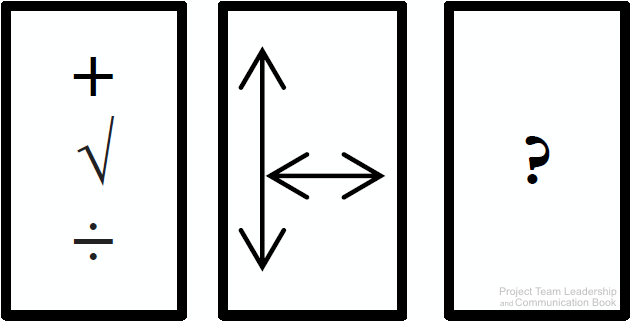 +
√
÷
?
Project Team Leadership
and Communication Book